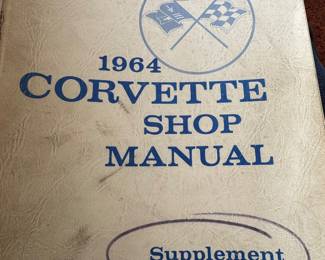 1964
CORVETTE
SHOP
MANUAL
Supplement